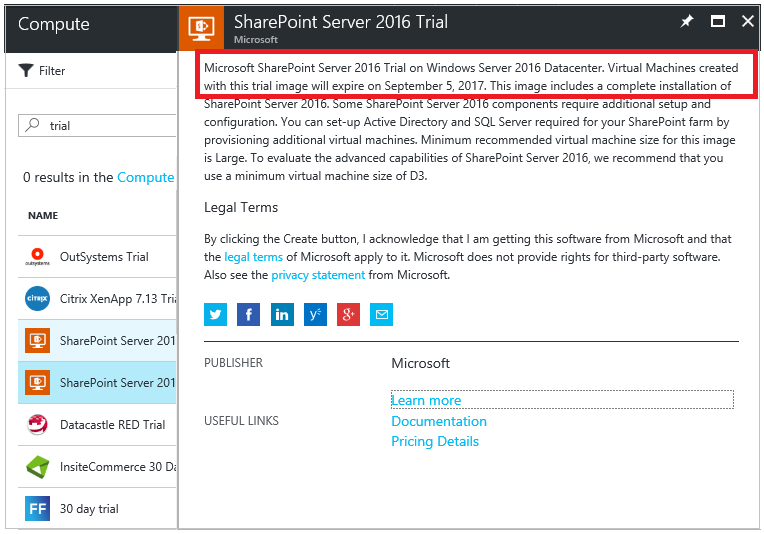 Compute
Filter
trial
0 results in the Compute
NAME
OutSystems Trial
Citrix XenApp 7.13 Tria
SharePoint Server 201
SharePoint Server 201
Datacastle RED Trial
InsiteCommerce 30 Da
FF
30 day trial
SharePoint Server 2016 Trial
Microsoft
Microsoft SharePoint Server 2016 Trial on Windows Server 2016 Datacenter. Virtual Machines created
with this trial image will expire on September 5, 2017. This image includes a complete installation of
SharePoint Server 2016. Some SharePoint Server 2016 components require additional setup and
configuration. You can set-up Active Directory and SQL Server required for your SharePoint farm by
provisioning additional virtual machines. Minimum recommended virtual machine size for this image
is Large. To evaluate the advanced capabilities of SharePoint Server 2016, we recommend that you
use a minimum virtual machine size of D3.
Legal Terms
By clicking the Create button, I acknowledge that I am getting this software from Microsoft and that
the legal terms of Microsoft apply to it. Microsoft does not provide rights for third-party software.
Also see the privacy statement from Microsoft.
PUBLISHER
Microsoft
USEFUL LINKS
Learn more
Documentation
Pricing Details